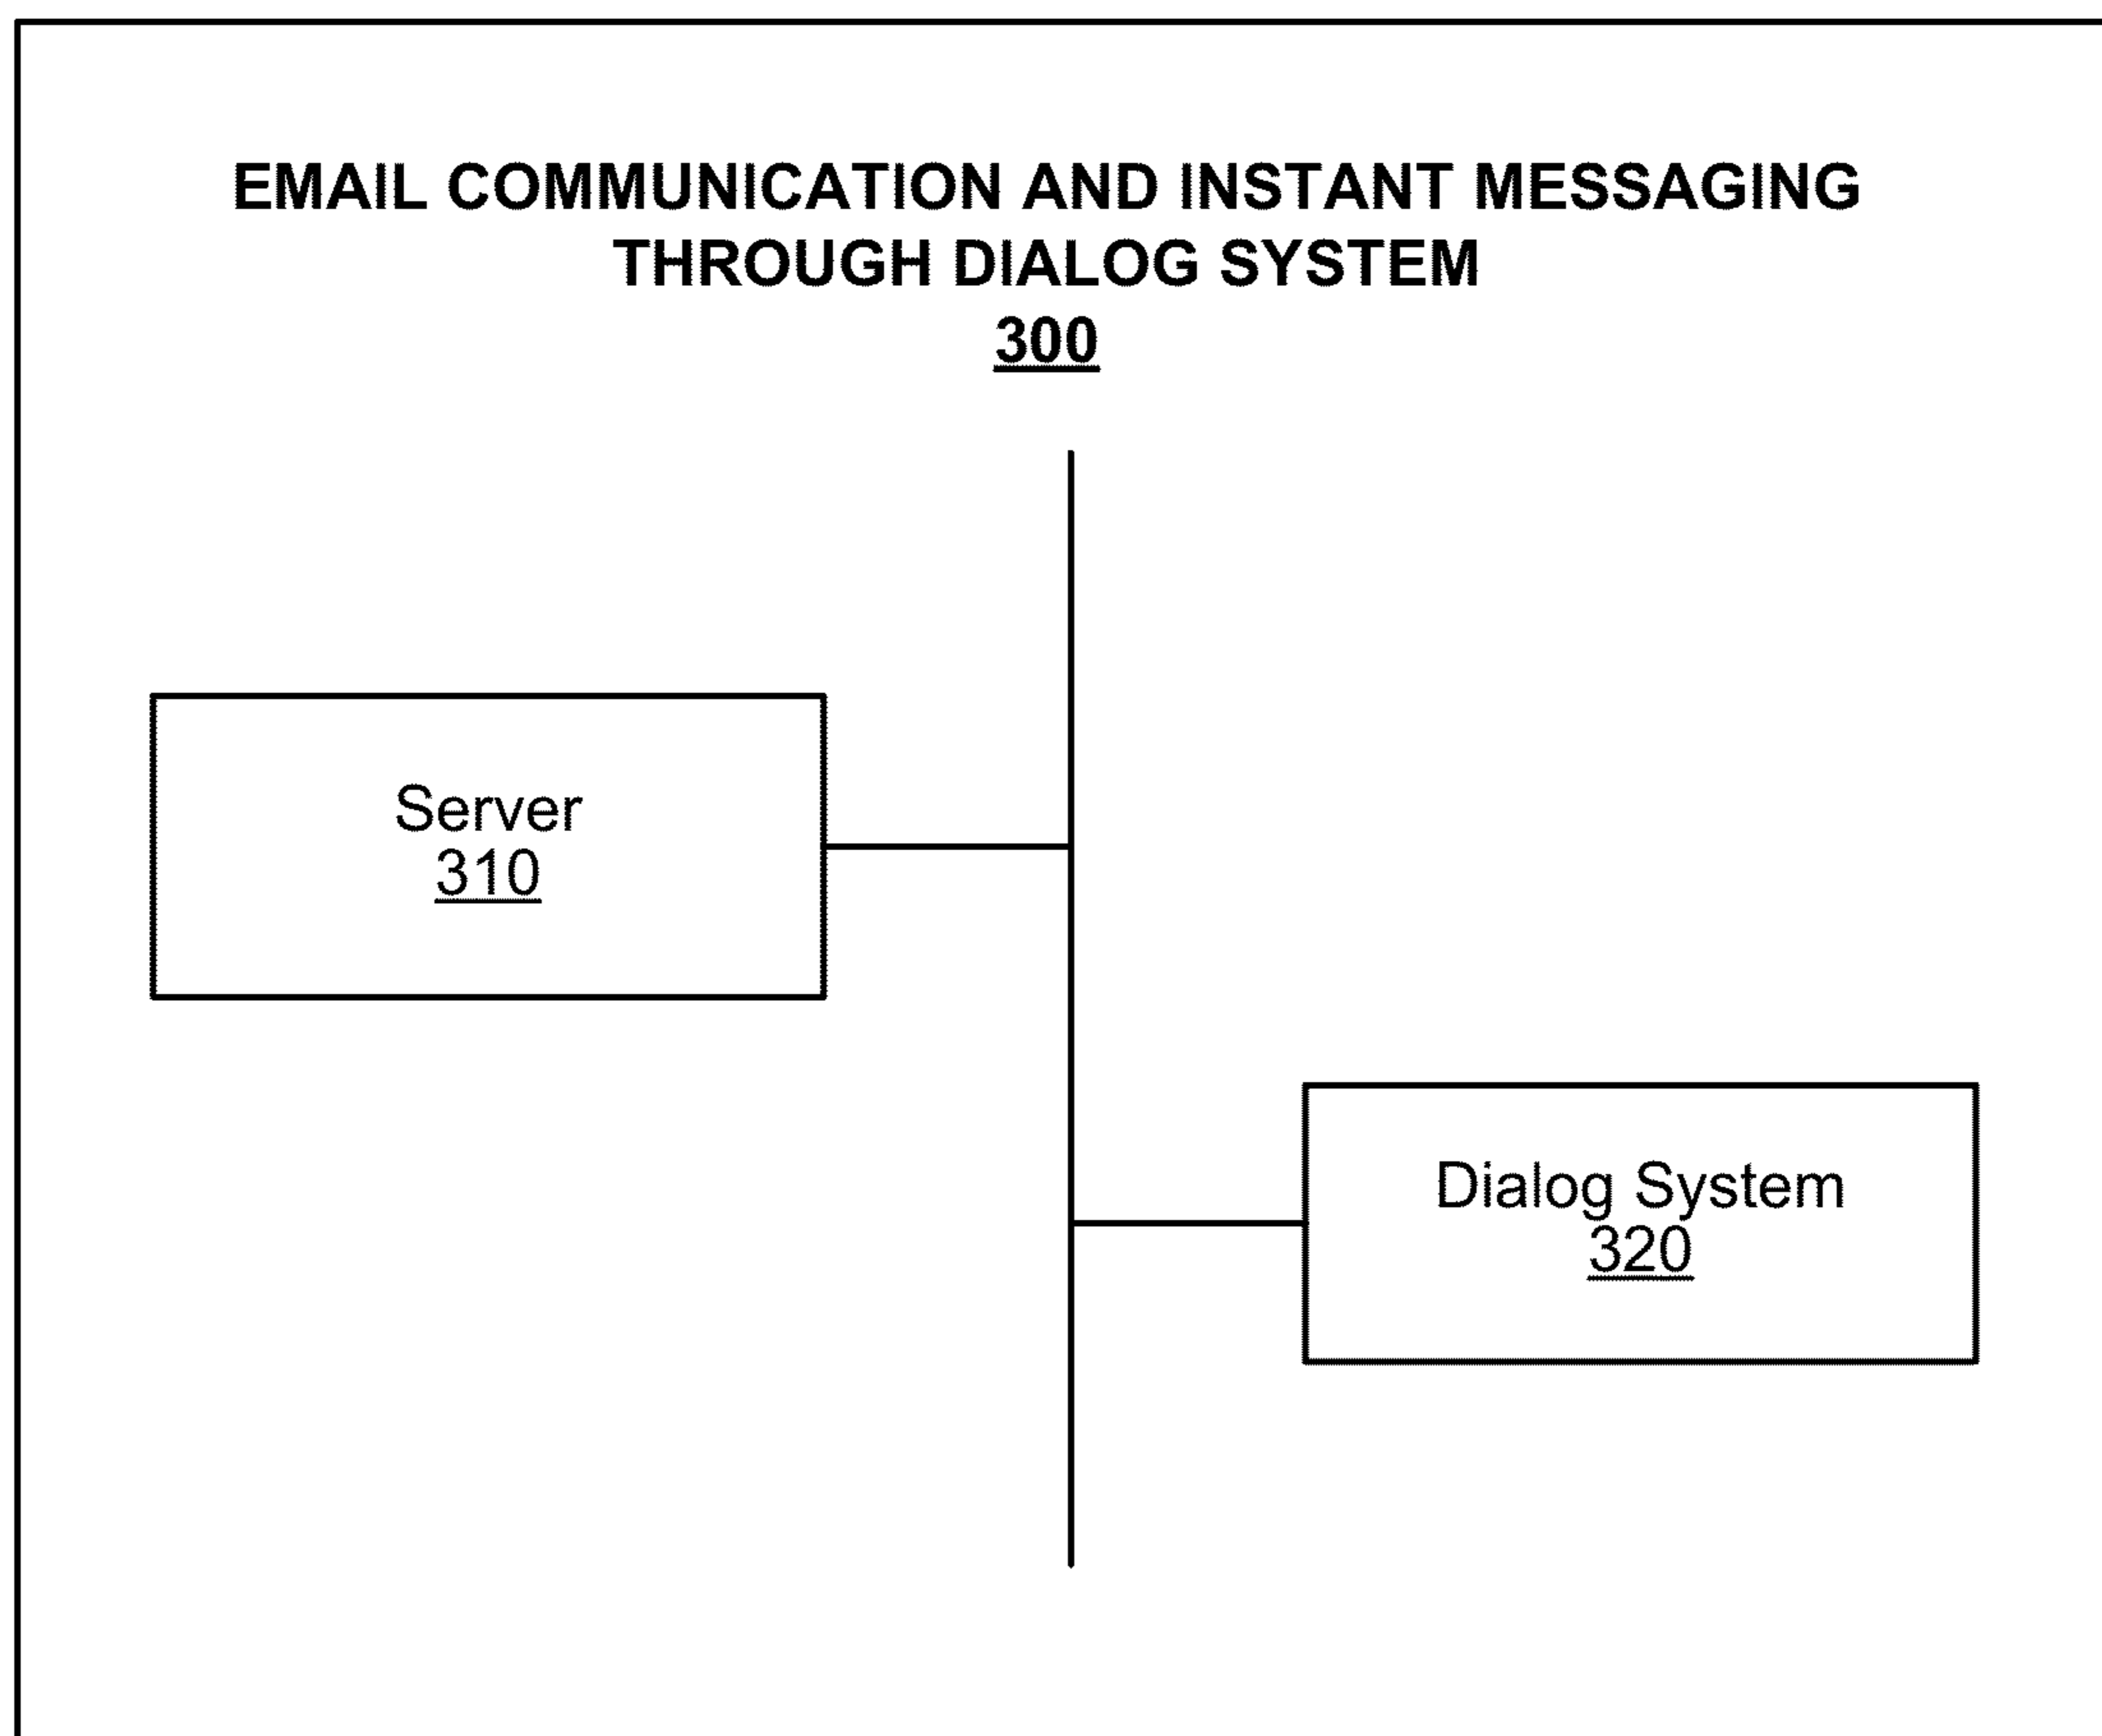 EMAIL COMMUNICATION AND INSTANT MESSAGING
THROUGH DIALOG SYSTEM
300
Server
310
Dialog System
320